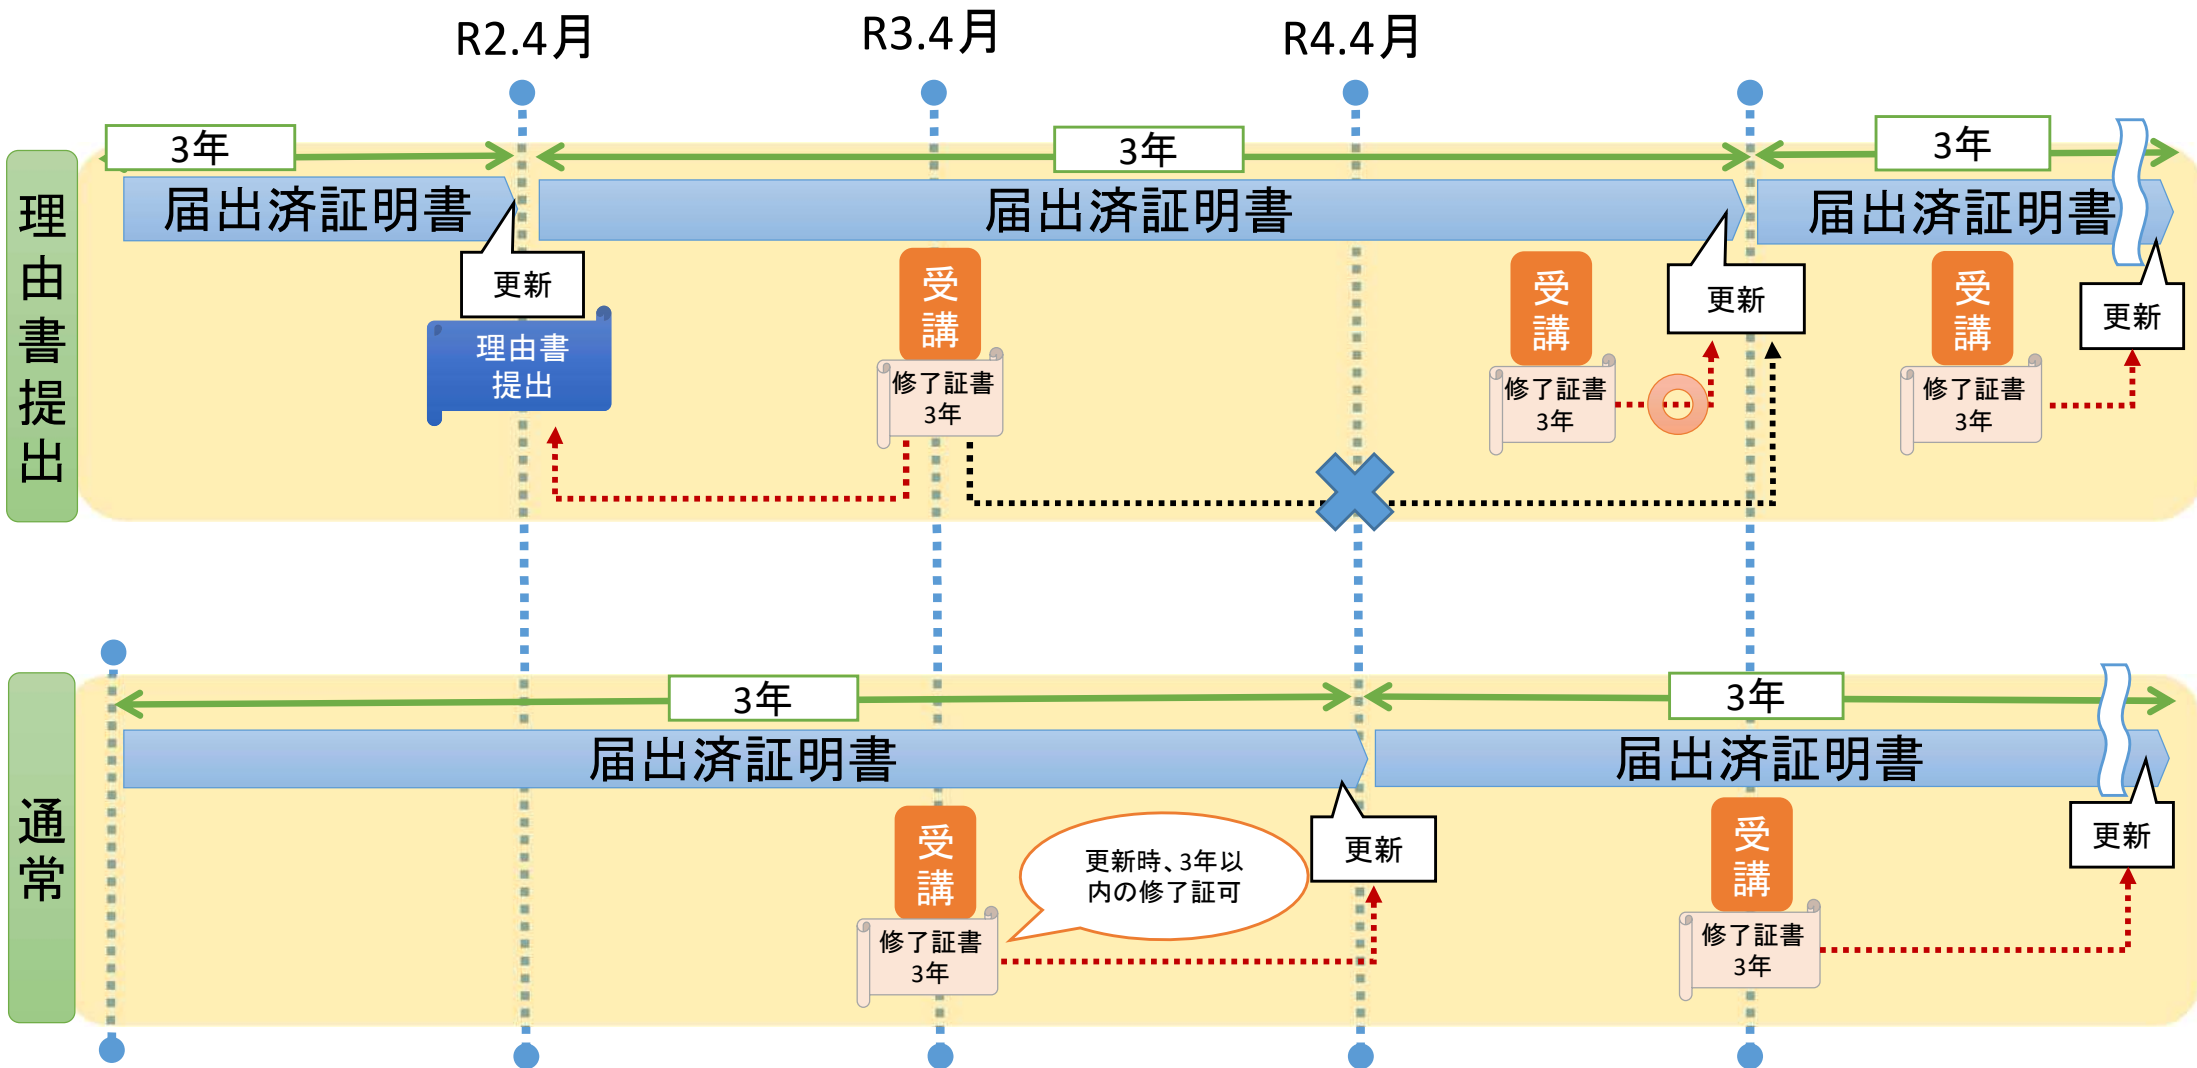 R2.4月
R3.4月
R4.4月
理由書提出
3年
3年
3年
届出済証明書
届出済証明書
届出済証明書
更新
理由書
提出
受講
修了証書
3年
受講
修了証書
3年
更新
受講
修了証書
3年
更新
通常
3年
3年
届出済証明書
届出済証明書
受講
修了証書
3年
更新時、3年以
内の修了証可
更新
受講
修了証書
3年
更新